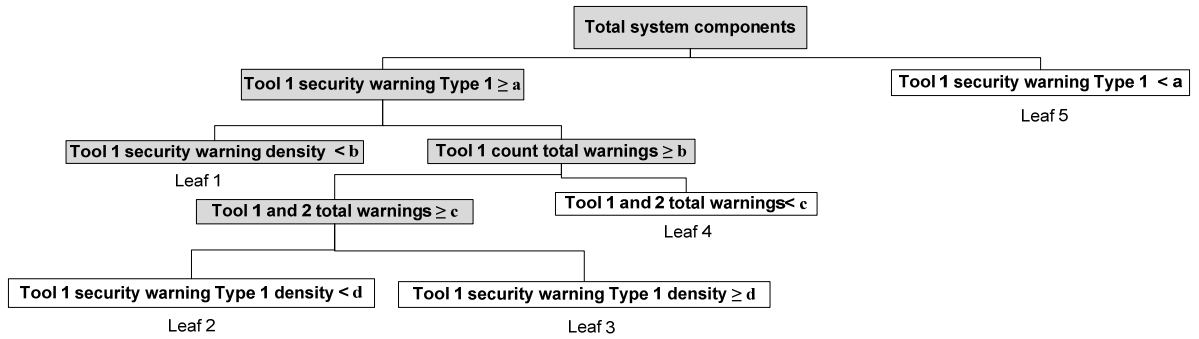 Total system components
Tool 1 security warning Type 1 ≥ a
Tool 1 security warning Type 1 < a
Leaf 5
Tool 1 security warning density < b
Tool 1 count total warnings ≥ b
Leaf 1
Tool 1 and 2 total warnings ≥ c
Tool 1 and 2 total warnings< c
Leaf 4
Tool 1 security warning Type 1 density < d
Tool 1 security warning Type 1 density ≥ d
Leaf 2
Leaf 3